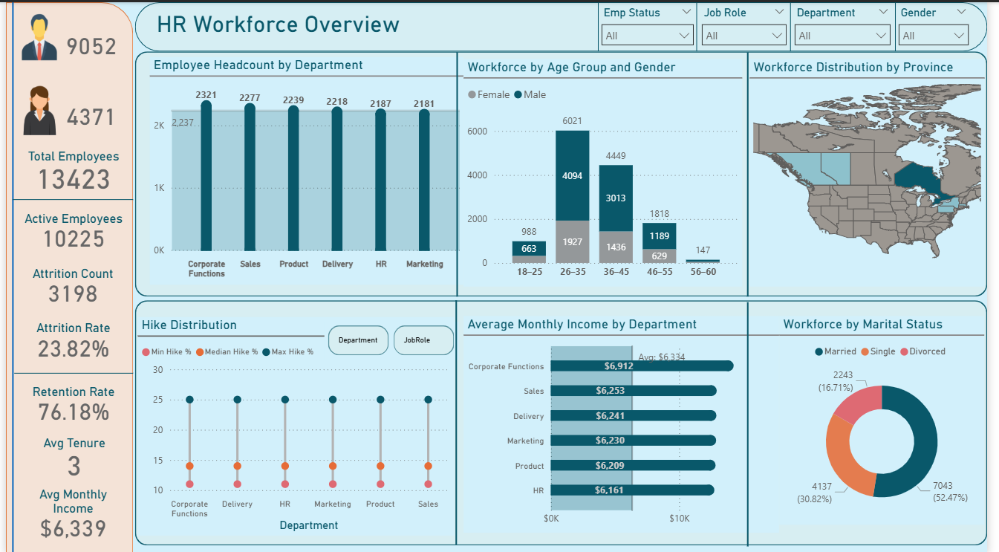 9052
4371
Total Employees
13423
Active Employees
10225
Attrition Count
3198
Attrition Rate
23.82%
Retention Rate
76.18%
Avg Tenure
3
Avg Monthly
Income
$6,339
HR Workforce Overview
Emp Status
All
Job Role
All
Department
All
Gender
All
Employee Headcount by Department
2321 2277 2239 2218 2187 2181
2K
2,237
1K
0K
Corporate Functions
Sales
Product
Delivery
HR
Marketing
Workforce by Age Group and Gender
Female Male
6021
6000
4449
4094
4000
3013
1818
2000
988
663
1927
1436
1189
629
147
0
18–25 26–35 36–45 46–55 56–60
Workforce Distribution by Province
Hike Distribution
Department
JobRole
Min Hike % Median Hike % Max Hike %
30
25
20
15
10
Corporate Functions
Delivery
HR
Marketing
Product
Sales
Department
Average Monthly Income by Department
Avg: $6,334
Corporate Functions $6,912
Sales $6,253
Delivery $6,241
Marketing $6,230
Product $6,209
HR $6,161
$0K $10K
Workforce by Marital Status
Married Single Divorced
2243
(16.71%)
4137
(30.82%)
7043
(52.47%)